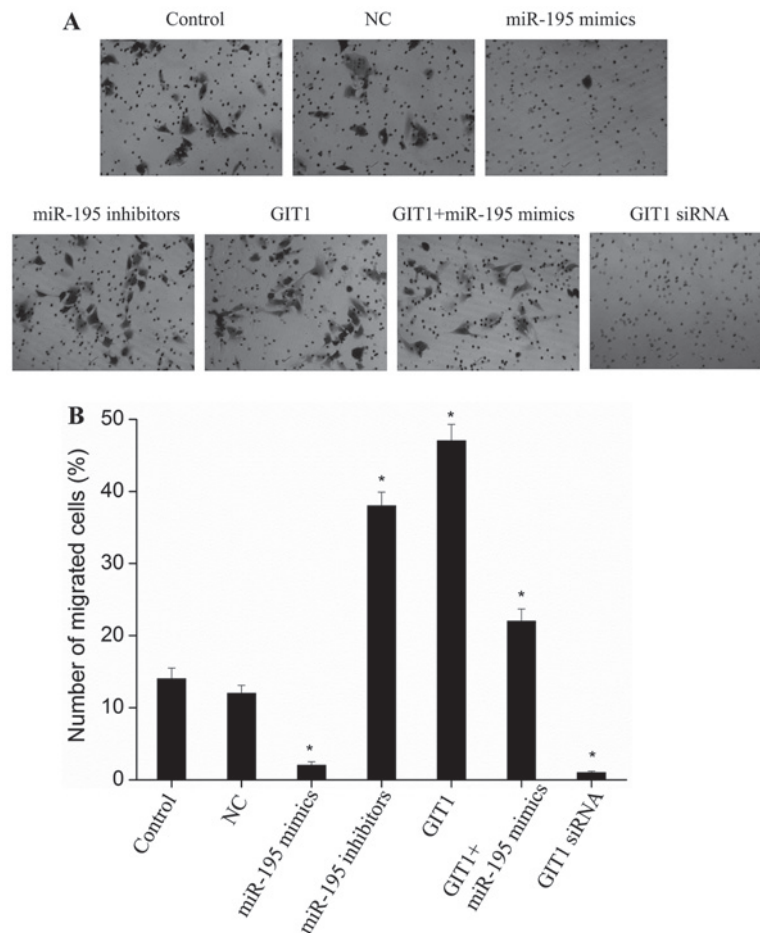 A
Control
NC
miR-195 mimics
miR-195 inhibitors
GIT1
GIT1+miR-195 mimics
GIT1 siRNA
B
Number of migrated cells (%)
50
40
30
20
10
0
*
*
*
*
*
Control
NC
miR-195 mimics
miR-195 inhibitors
GIT1
GIT1+
miR-195 mimics
GIT1 siRNA